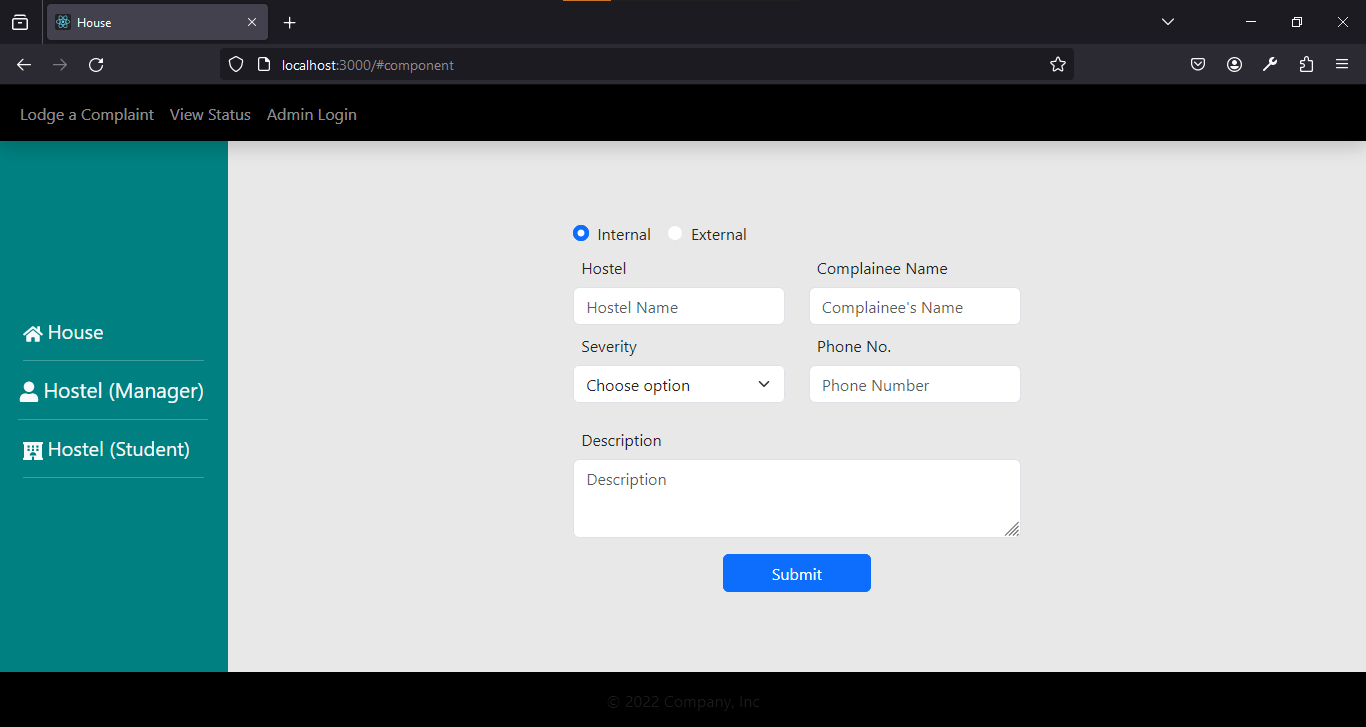 House
localhost:3000/#component
Lodge a Complaint View Status Admin Login
House
Hostel (Manager)
Hostel (Student)
Internal External
Hostel Complainee Name
Hostel Name Complainee's Name
Severity Phone No.
Choose option Phone Number
Description
Description
Submit
© 2022 Company, Inc